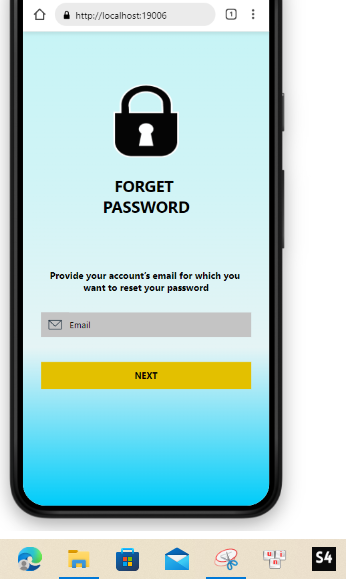 http://localhost:19006
1
FORGET
PASSWORD
Provide your account's email for which you
want to reset your password
Email
NEXT
S4